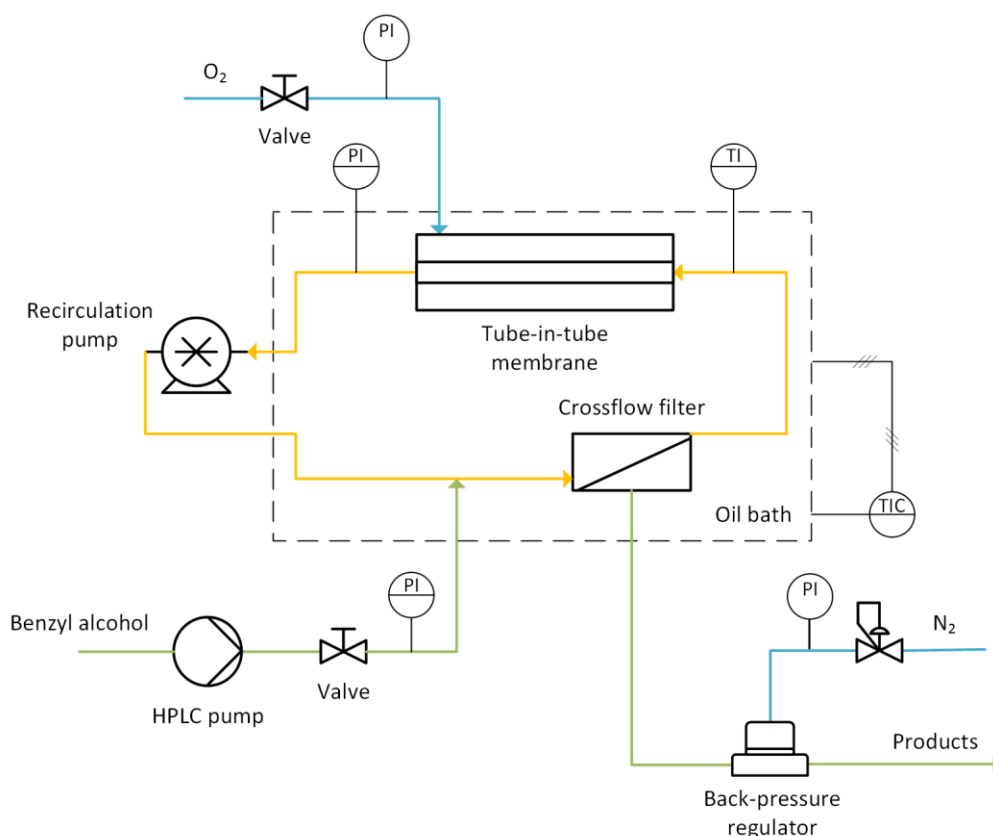 PI
O₂
Valve
PI
TI
Recirculation
pump
Tube-in-tube
membrane
Crossflow filter
Oil bath
TIC
PI
PI
Benzyl alcohol
N₂
Valve
HPLC pump
Products
Back-pressure
regulator